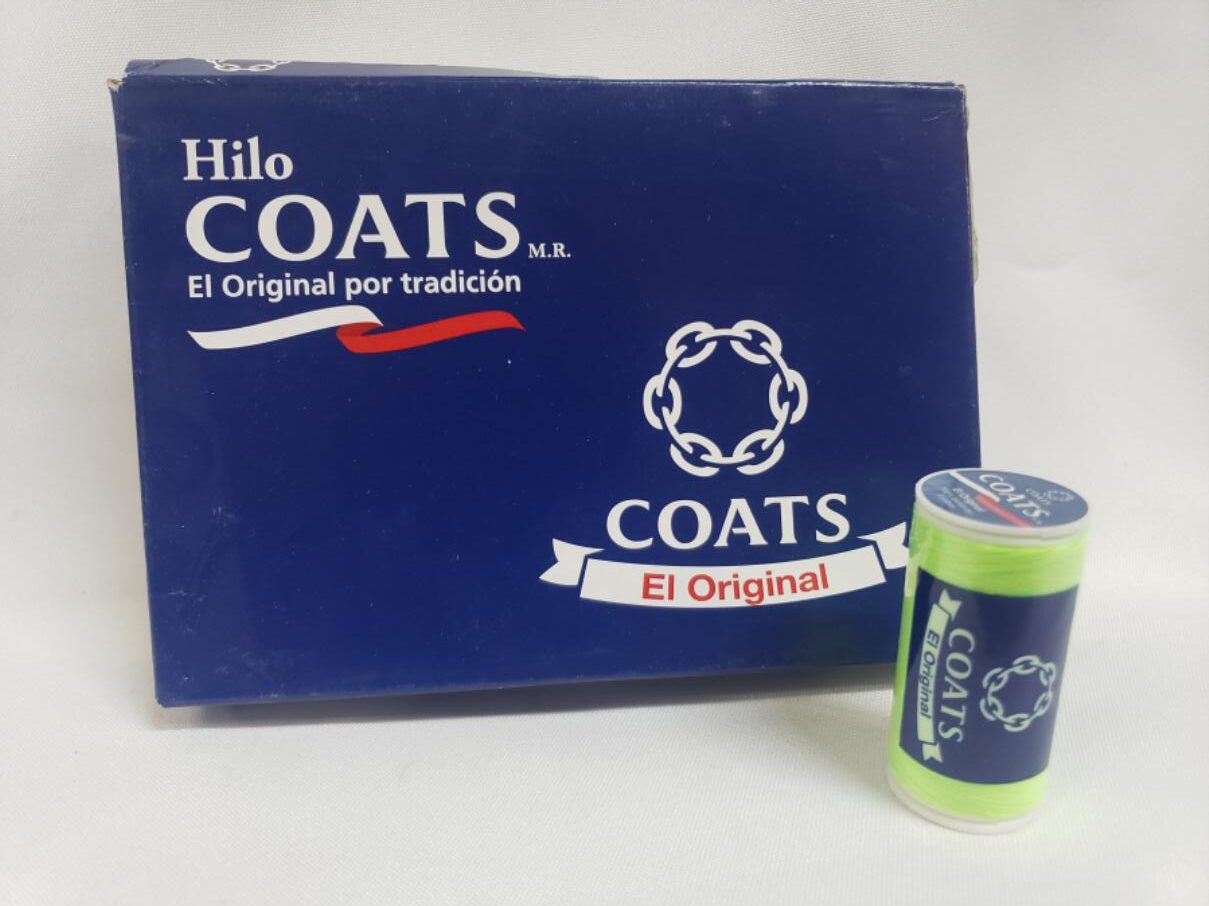 Hilo
COATS M.R.
El Original por tradición
COATS
El Original
COATS
COATS
El Original